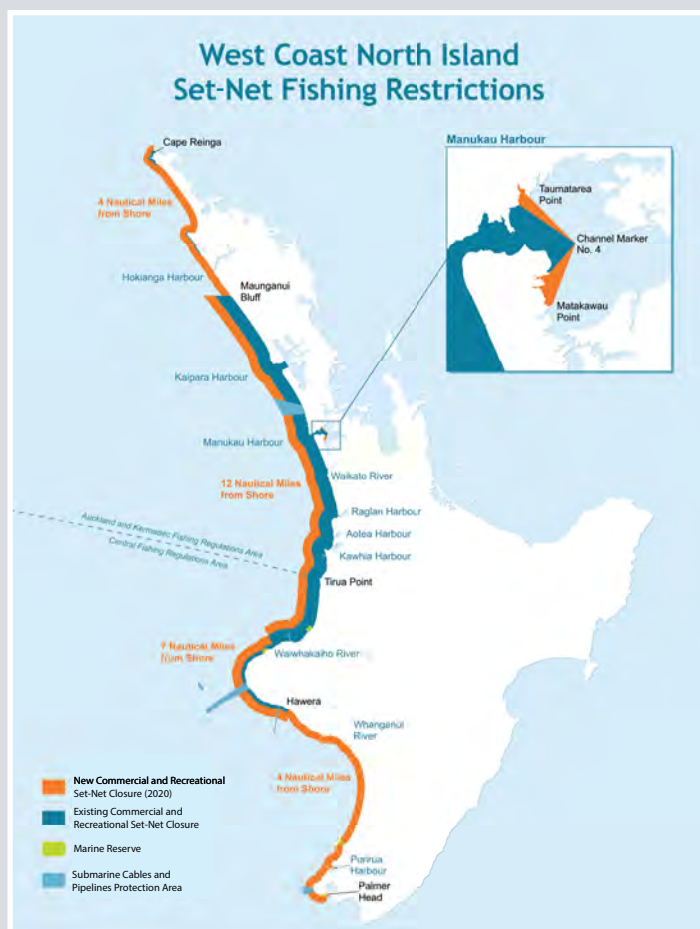 West Coast North Island
Set-Net Fishing Restrictions
Manukau Harbour
Taumatarea
Point
Channel Marker
No. 4
Matakawau
Point
Cape Reinga
4 Nautical Miles
from Shore
Hokianga Harbour
Maunganui
Bluff
Kaipara Harbour
Manukau Harbour
12 Nautical Miles
from Shore
Waikato River
Raglan Harbour
Aotea Harbour
Kawhia Harbour
Auckland and Kermadec Fishing Regulations Area
Central Fishing Regulations Area
Tirua Point
7 Nautical Miles
from Shore
Waiwhakaiho River
Hawera
Whanganui
River
4 Nautical Miles
from Shore
Porirua
Harbour
Palmer
Head
New Commercial and Recreational
Set-Net Closure (2020)
Existing Commercial and
Recreational Set-Net Closure
Marine Reserve
Submarine Cables and
Pipelines Protection Area